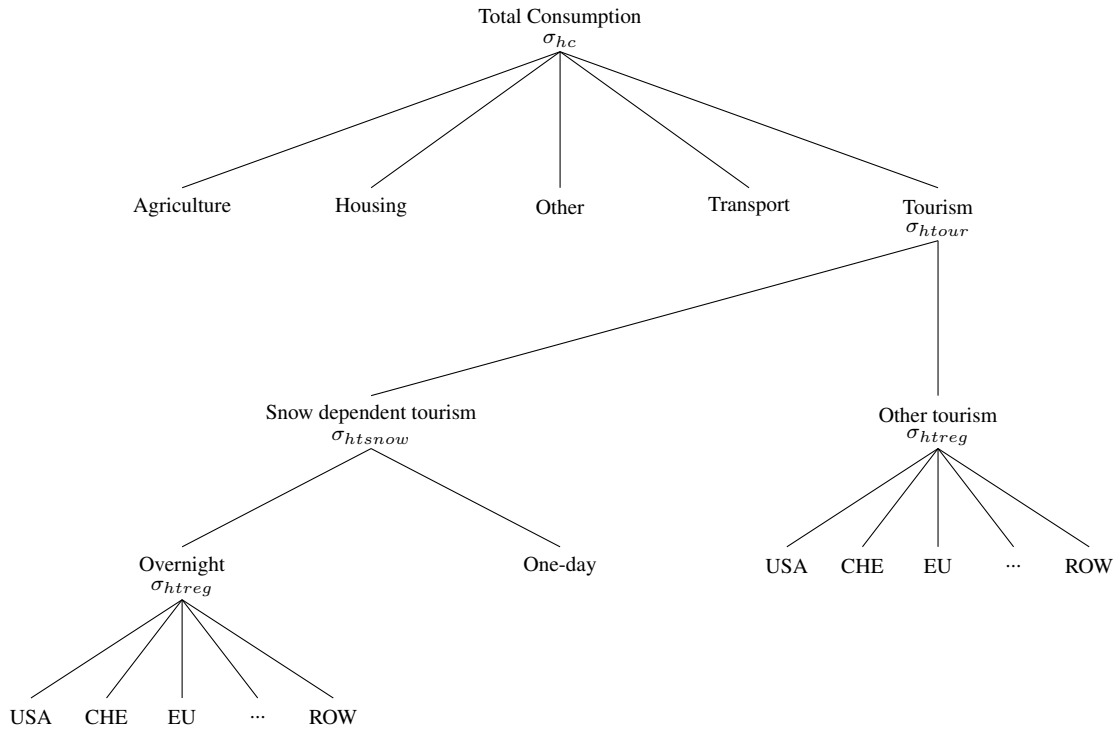 Total Consumption
σ_hc
Agriculture
Housing
Other
Transport
Tourism
σ_htour
Snow dependent tourism
σ_htsnow
Other tourism
σ_htreg
Overnight
σ_htreg
One-day
USA
CHE
EU
...
ROW
USA
CHE
EU
...
ROW